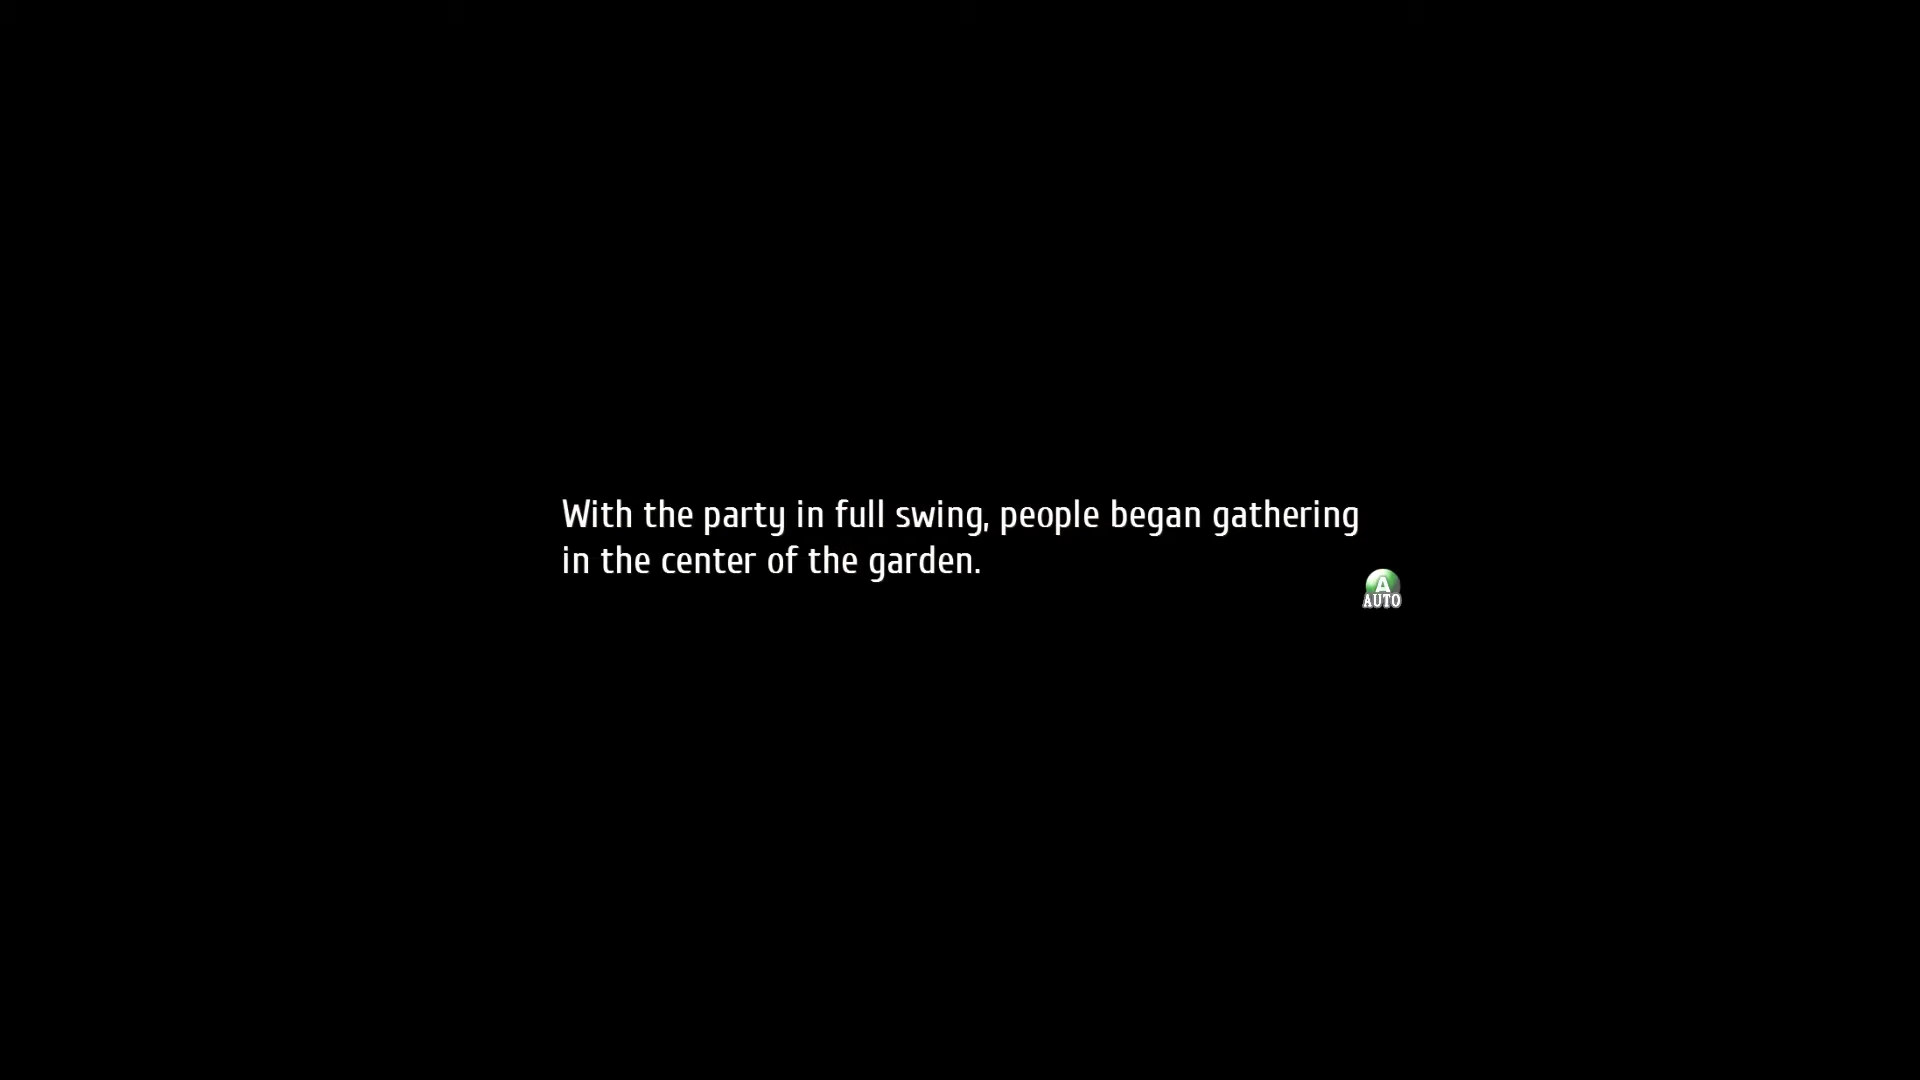 With the party in full swing, people began gathering
in the center of the garden.
A
AUTO